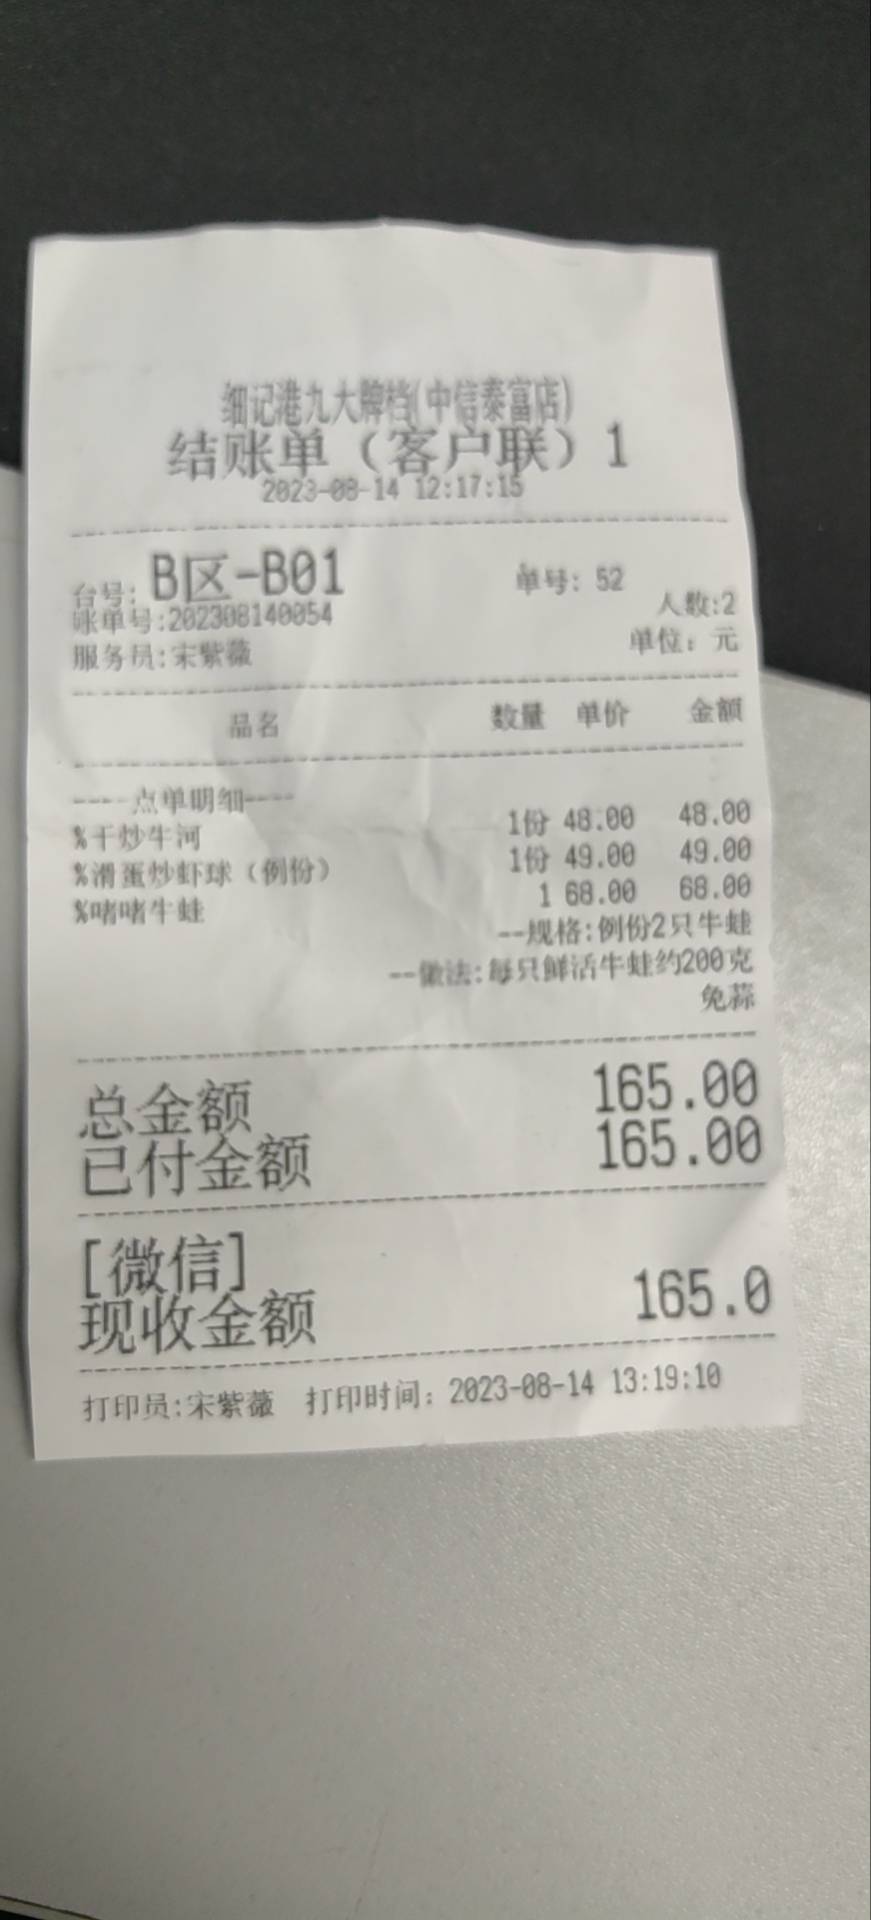 细记港九大牌档(中信泰富店)
结账单（客户联）1
2023-08-14 12:17:15
台号: B区-B01 单号: 52
账单号:202308140054 人数:2
服务员:宋紫薇 单位: 元
品名 数量 单价 金额
----点单明细----
%干炒牛河 1份 48.00 48.00
%滑蛋炒虾球（例份） 1份 49.00 49.00
%啫啫牛蛙 1 68.00 68.00
--规格:例份2只牛蛙
--做法:每只鲜活牛蛙约200克
免蒜
总金额 165.00
已付金额 165.00
[微信]
现收金额 165.0
打印员:宋紫薇 打印时间: 2023-08-14 13:19:10